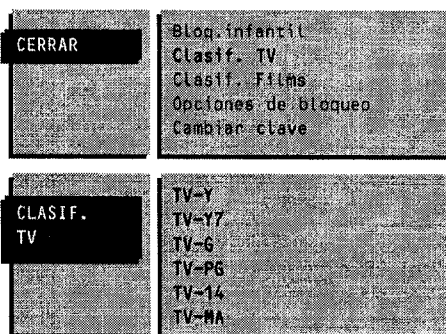 CERRAR
Bloq.infantil
Clasif. TV
Clasif. Films
Opciones de bloqueo
Cambiar clave
CLASIF.
TV
TV-Y
TV-Y7
TV-G
TV-PG
TV-14
TV-MA